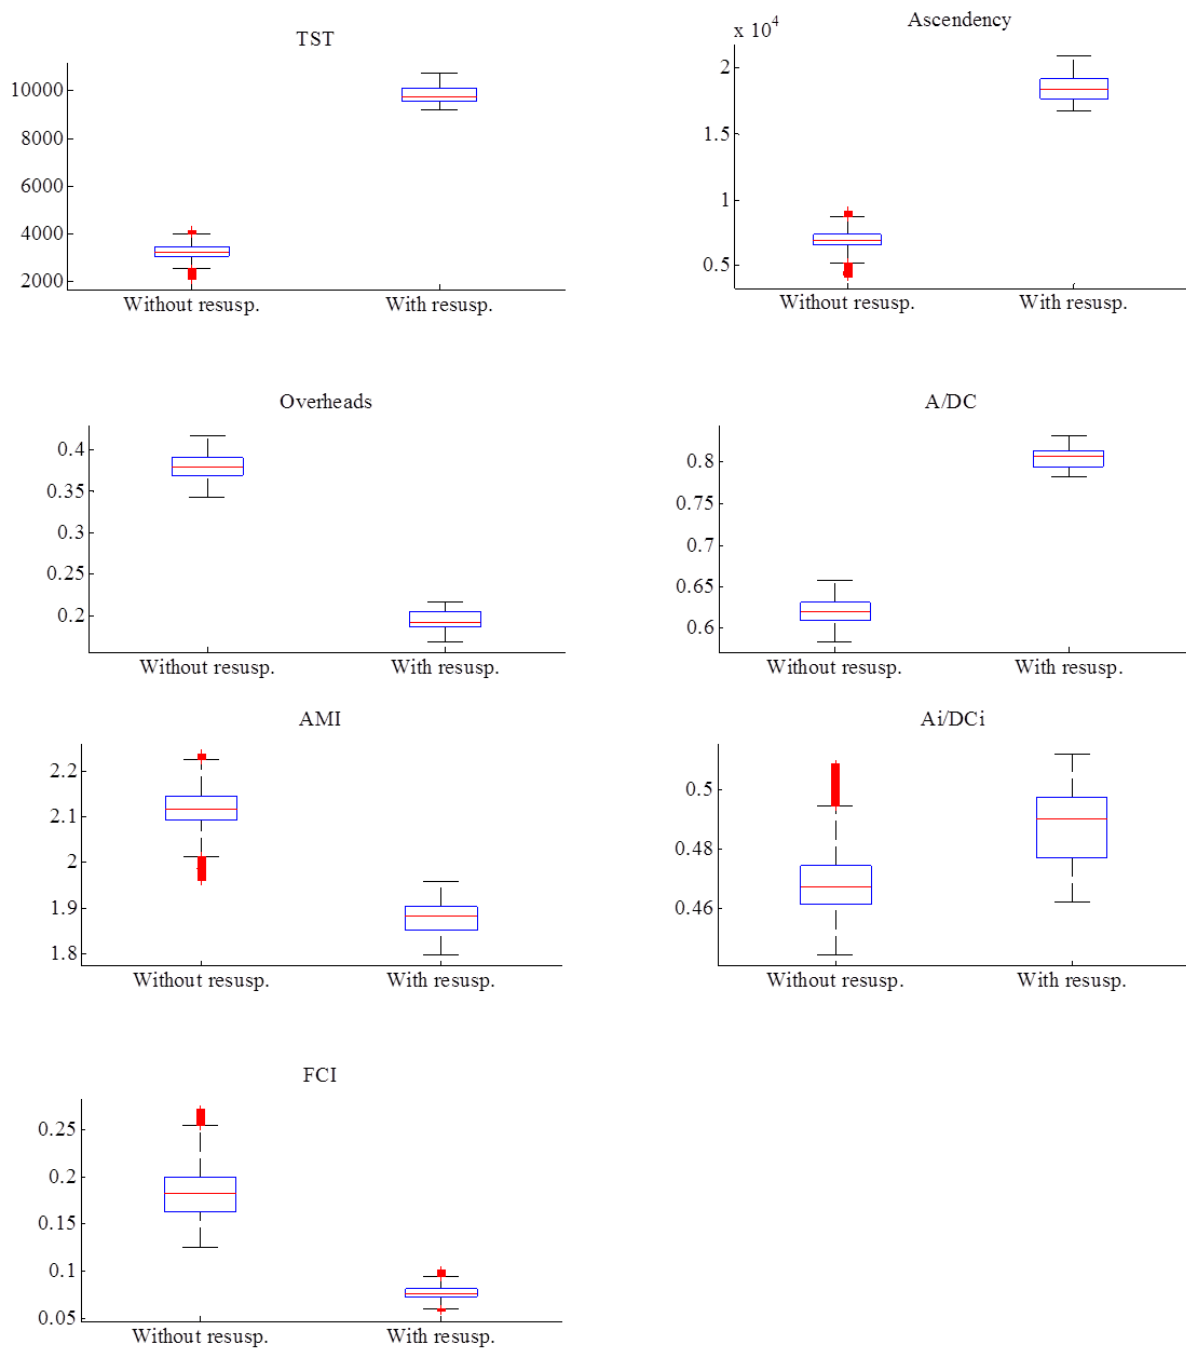 TST
10000
8000
6000
4000
2000
Without resusp. With resusp.
Ascendency
x 10^4
2
1.5
1
0.5
Without resusp. With resusp.
Overheads
0.4
0.35
0.3
0.25
0.2
Without resusp. With resusp.
A/DC
0.8
0.75
0.7
0.65
0.6
Without resusp. With resusp.
AMI
2.2
2.1
2
1.9
1.8
Without resusp. With resusp.
Ai/DCi
0.5
0.48
0.46
Without resusp. With resusp.
FCI
0.25
0.2
0.15
0.1
0.05
Without resusp. With resusp.